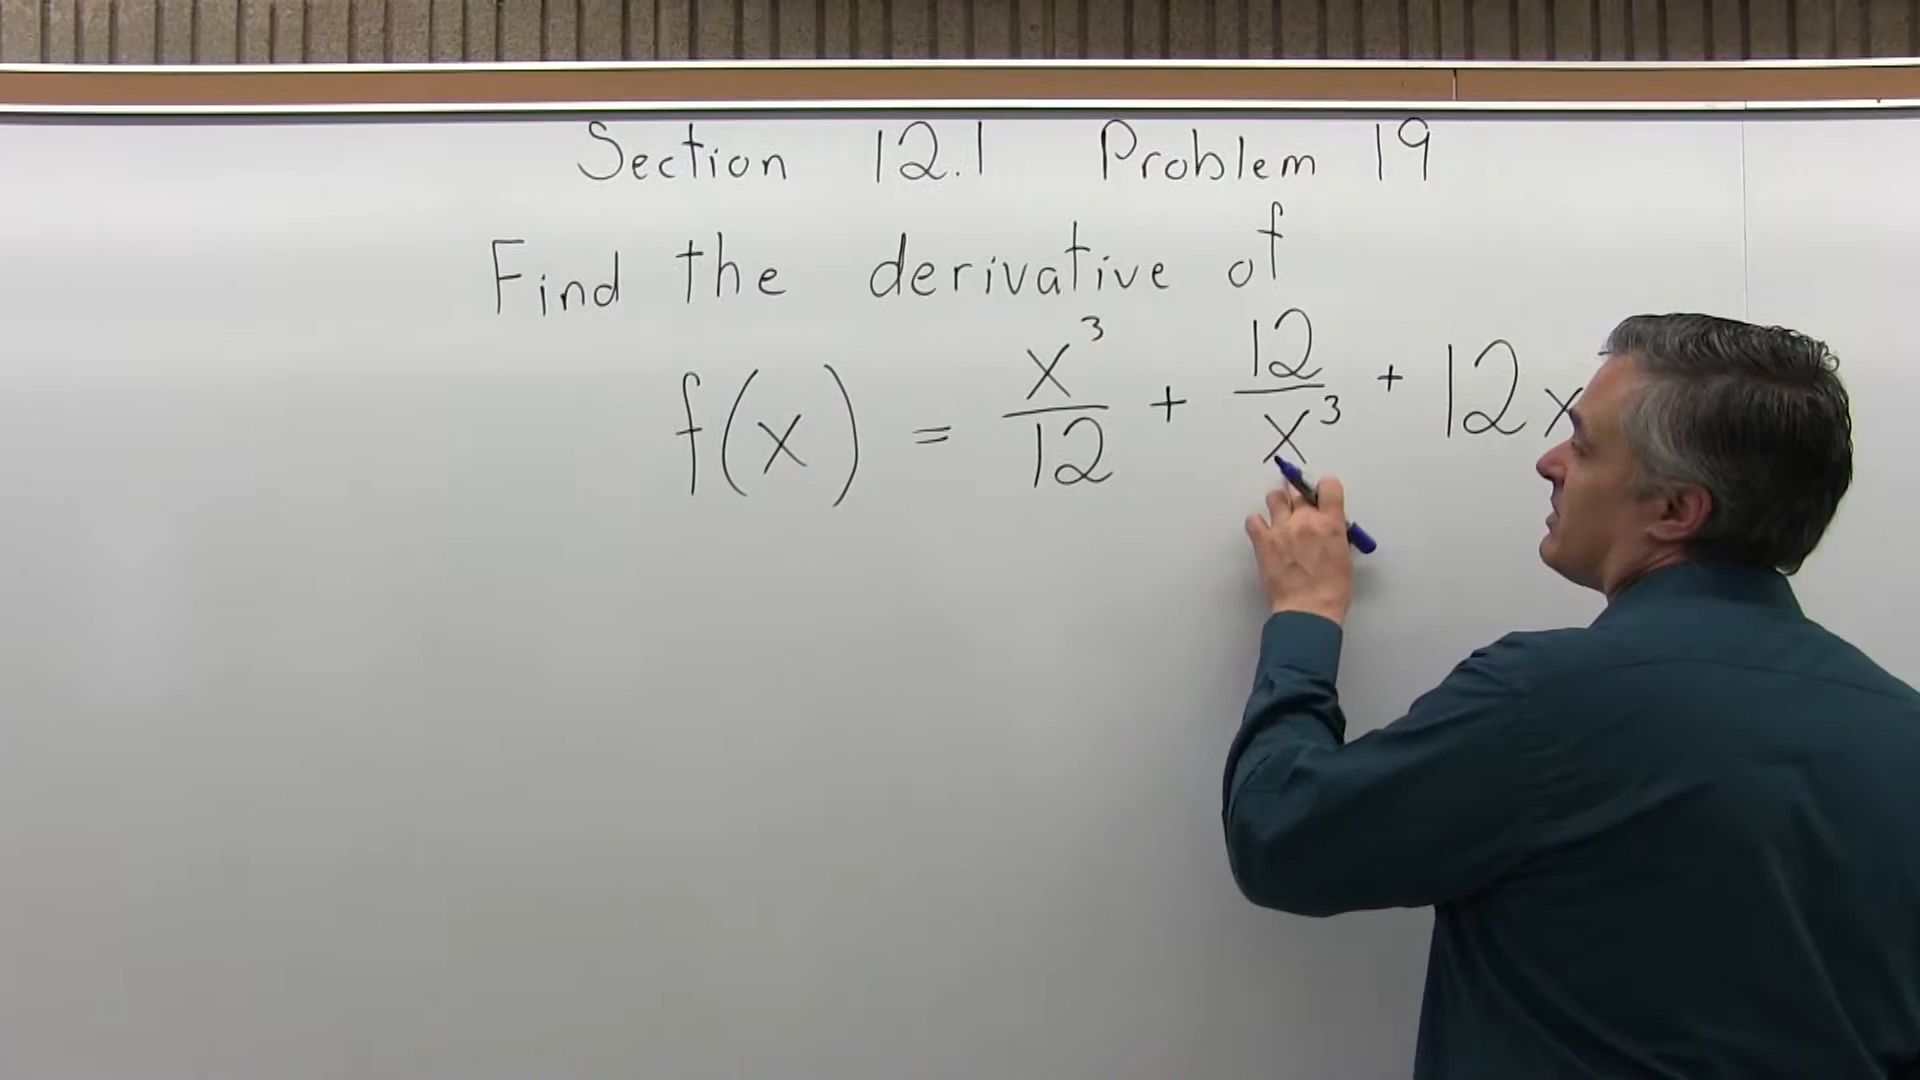 Section 12.1 Problem 19
Find the derivative of
f(x) = x³/12 + 12/x³ + 12x